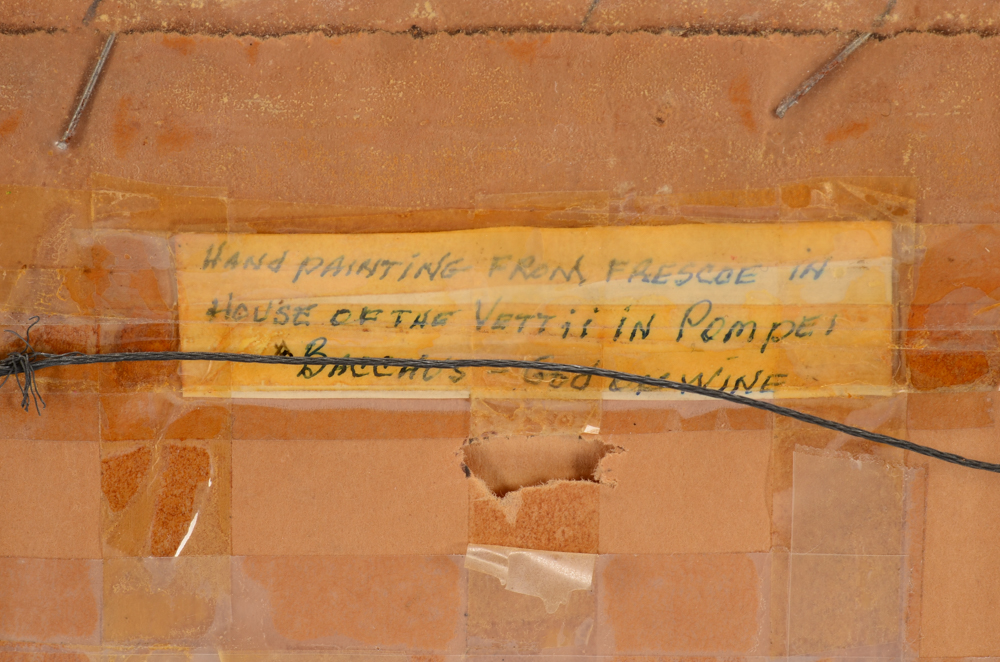 HANd PAINTiNG FROM FRESCOE iN
HOUSE OF THE VETTii iN POMPEI
BACCHUS - GOD OF WiNE